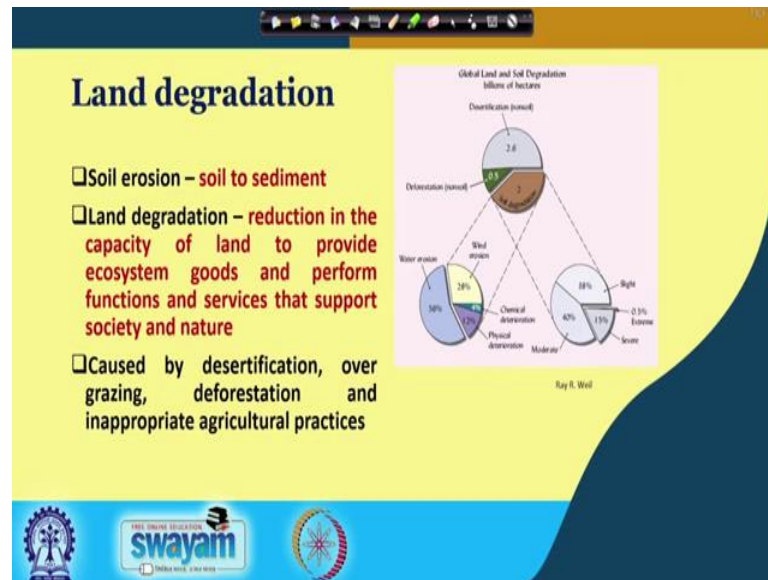 Land degradation
❑Soil erosion – soil to sediment
❑Land degradation – reduction in the
capacity of land to provide
ecosystem goods and perform
functions and services that support
society and nature
❑Caused by desertification, over
grazing, deforestation and
inappropriate agricultural practices
Global Land and Soil Degradation
billions of hectares
Desertification (nonsoil)
2.6
Deforestation (nonsoil)
0.5
2
Soil degradation
Water erosion
Wind
erosion
56%
28%
4%
12%
Chemical
deterioration
Physical
deterioration
38%
40%
15%
Slight
0.5%
Extreme
Severe
Moderate
Ray R. Weil
FREE ONLINE EDUCATION
swayam